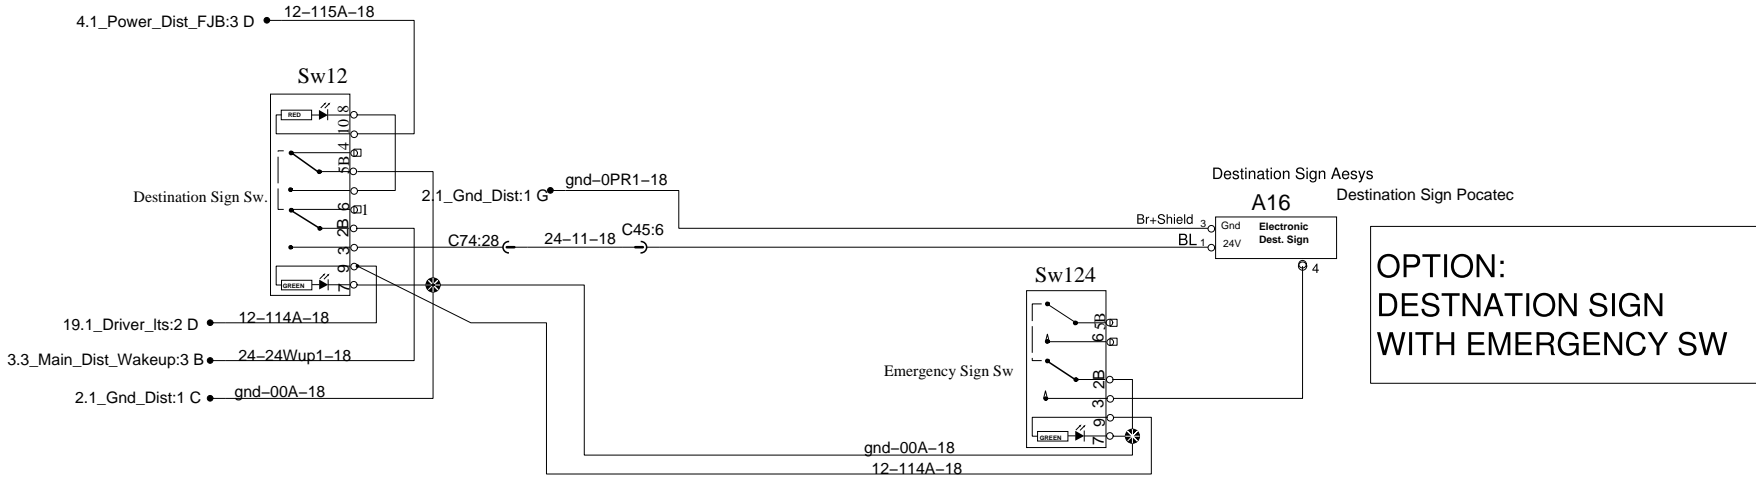 12-115A-18
4.1_Power_Dist_FJB:3 D
Sw12
RED
8
10
4
5B
Destination Sign Sw.
6
1
2B
3
9
GREEN
7
2.1_Gnd_Dist:1 G
gnd-0PR1-18
C74:28
24-11-18
C45:6
Destination Sign Aesys
Destination Sign Pocatec
A16
Br+Shield 3 Gnd
BL 1 24V
Electronic
Dest. Sign
4
OPTION:
DESTNATION SIGN
WITH EMERGENCY SW
19.1_Driver_lts:2 D
12-114A-18
3.3_Main_Dist_Wakeup:3 B
24-24Wup1-18
2.1_Gnd_Dist:1 C
gnd-00A-18
Sw124
5B
6
Emergency Sign Sw
2B
3
9
GREEN
7
gnd-00A-18
12-114A-18